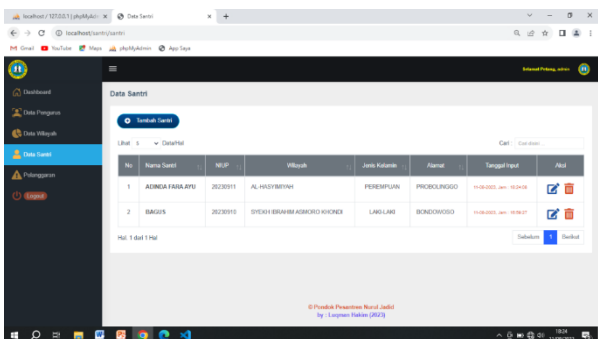 localhost / 127.0.0.1 | phpMyAdm
Data Santri
localhost/santri/santri
Gmail YouTube Maps phpMyAdmin App Saya
Selamat Datang, admin
Dashboard
Data Pengurus
Data Wilayah
Data Santri
Pelanggaran
Logout
Data Santri
Tambah Santri
Lihat 5 Data/Hal
Cari :
No Nama Santri NIUP Wilayah Jenis Kelamin Alamat Tanggal Input Aksi
1 ADINDA FARA AYU 20230911 AL-HASYIMIYAH PEREMPUAN PROBOLINGGO
2 BAGUS 20230910 SYEKH IBRAHIM ASMORO KHONDI LAKI-LAKI BONDOWOSO
Hal. 1 dari 1 Hal
Sebelum 1 Berikut
© Pondok Pesantren Nurul Jadid
by : Luqman Hakim (2023)